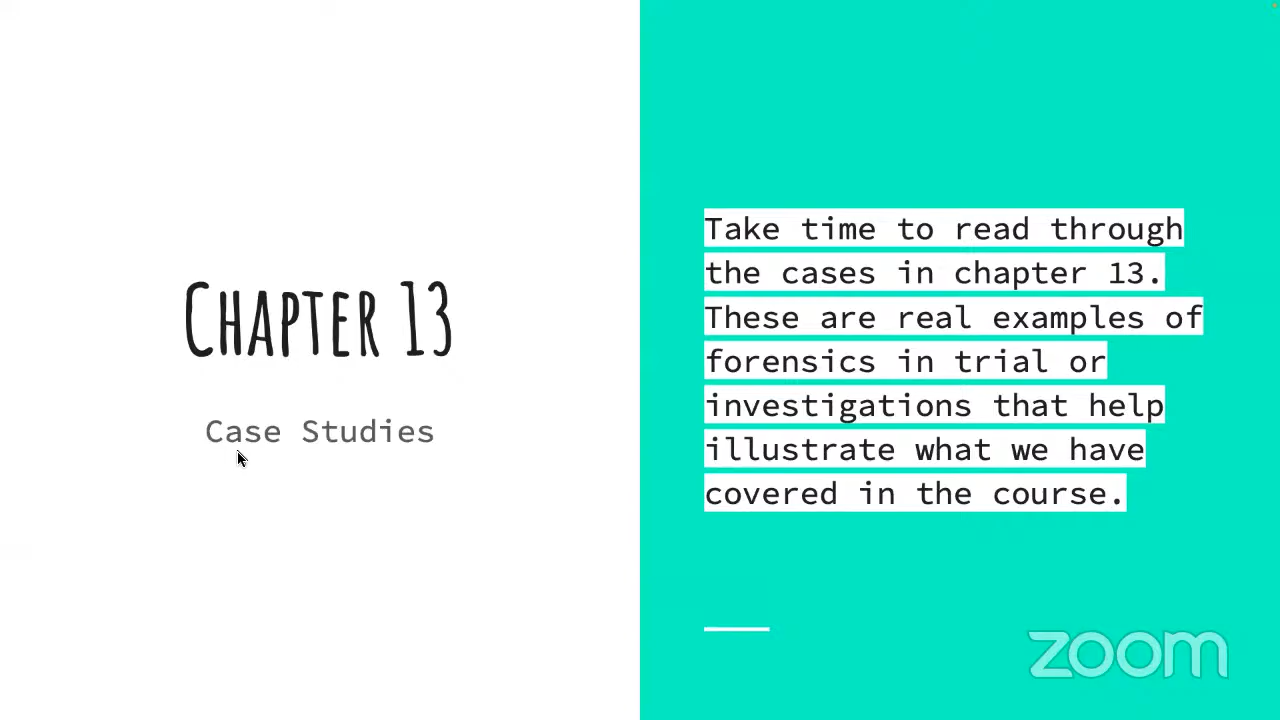 Chapter 13
Case Studies
Take time to read through
the cases in chapter 13.
These are real examples of
forensics in trial or
investigations that help
illustrate what we have
covered in the course.
zoom